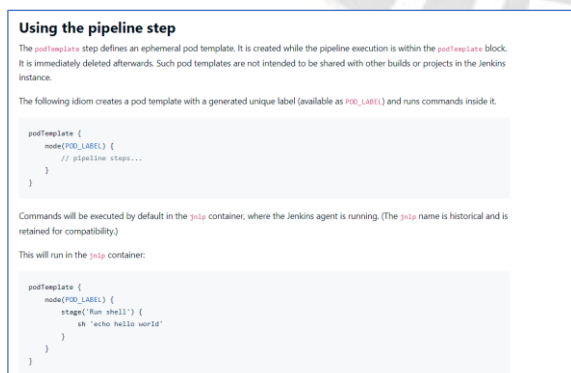 Using the pipeline step
The podTemplate step defines an ephemeral pod template. It is created while the pipeline execution is within the podTemplate block.
It is immediately deleted afterwards. Such pod templates are not intended to be shared with other builds or projects in the Jenkins
instance.
The following idiom creates a pod template with a generated unique label (available as POD_LABEL) and runs commands inside it.
podTemplate {
    node(POD_LABEL) {
        // pipeline steps...
    }
}
Commands will be executed by default in the jnlp container, where the Jenkins agent is running. (The jnlp name is historical and is
retained for compatibility.)
This will run in the jnlp container:
podTemplate {
    node(POD_LABEL) {
        stage('Run shell') {
            sh 'echo hello world'
        }
    }
}